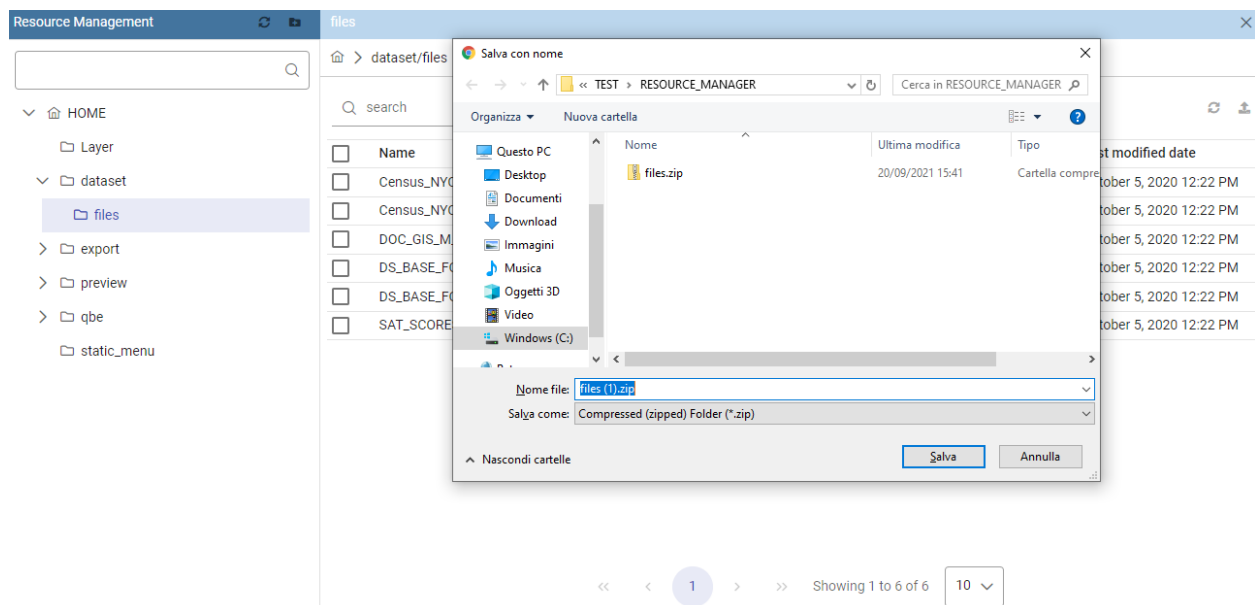 Resource Management
files
dataset/files
search
HOME
Layer
dataset
files
export
preview
qbe
static_menu
Name
st modified date
Census_NYC
tober 5, 2020 12:22 PM
Census_NYC
tober 5, 2020 12:22 PM
DOC_GIS_M
tober 5, 2020 12:22 PM
DS_BASE_FO
tober 5, 2020 12:22 PM
DS_BASE_FO
tober 5, 2020 12:22 PM
SAT_SCORE
tober 5, 2020 12:22 PM
Salva con nome
« TEST › RESOURCE_MANAGER
Cerca in RESOURCE_MANAGER
Organizza
Nuova cartella
Questo PC
Desktop
Documenti
Download
Immagini
Musica
Oggetti 3D
Video
Windows (C:)
Nome
Ultima modifica
Tipo
files.zip
20/09/2021 15:41
Cartella compre
Nome file: files (1).zip
Salva come: Compressed (zipped) Folder (*.zip)
Nascondi cartelle
Salva
Annulla
« ‹ 1 › » Showing 1 to 6 of 6 10